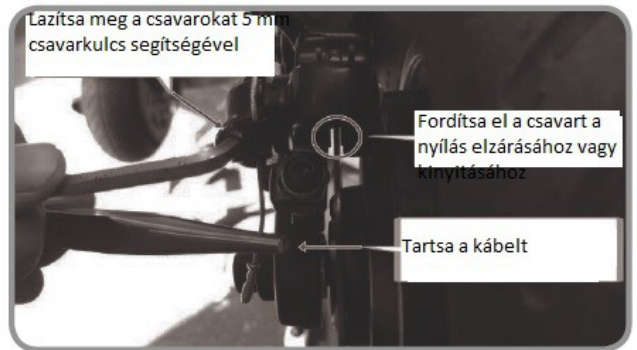 Lazítsa meg a csavarokat 5 mm
csavarkulcs segítségével
Fordítsa el a csavart a
nyílás elzárásához vagy
kinyitásához
Tartsa a kábelt